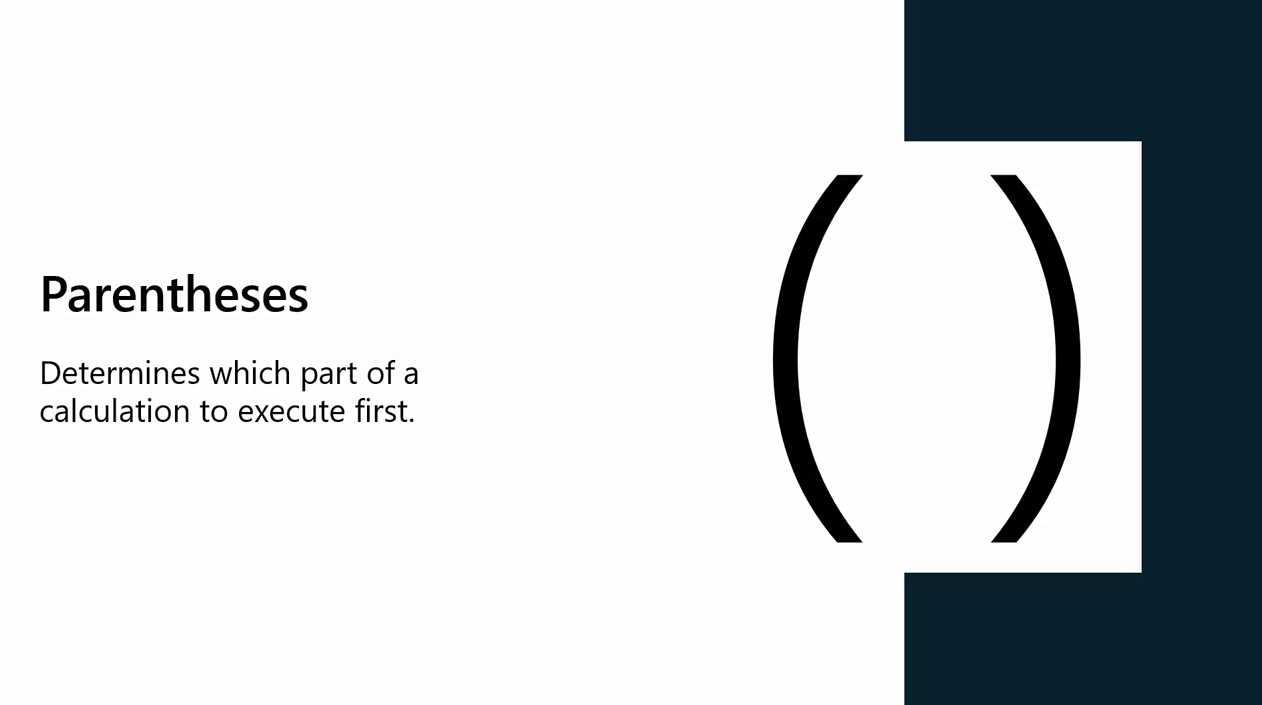 Parentheses
Determines which part of a
calculation to execute first.
( )